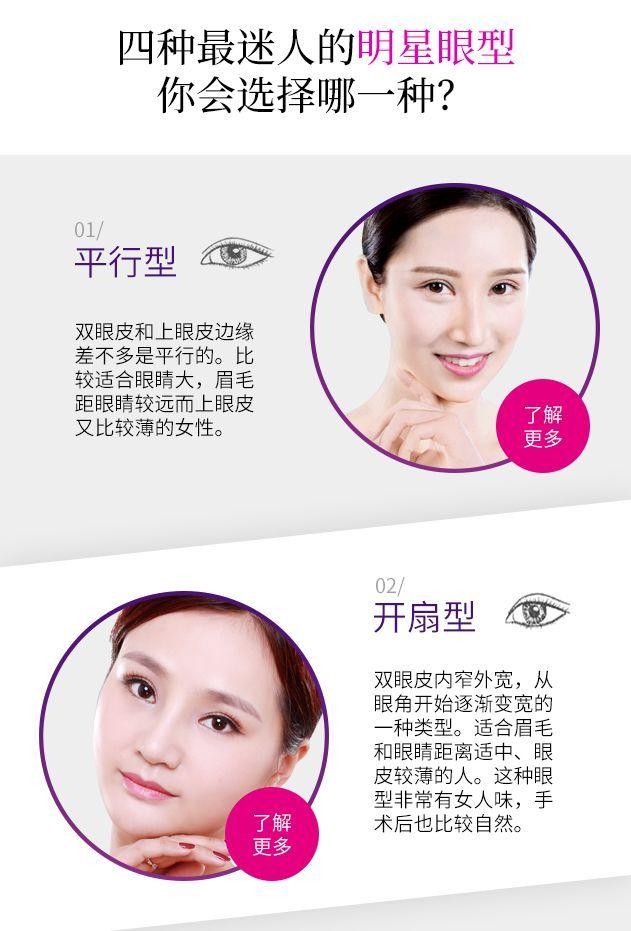 四种最迷人的明星眼型
你会选择哪一种？
01/
平行型
双眼皮和上眼皮边缘
差不多是平行的。比
较适合眼睛大，眉毛
距眼睛较远而上眼皮
又比较薄的女性。
了解
更多
02/
开扇型
双眼皮内窄外宽，从
眼角开始逐渐变宽的
一种类型。适合眉毛
和眼睛距离适中、眼
皮较薄的人。这种眼
型非常有女人味，手
术后也比较自然。
了解
更多